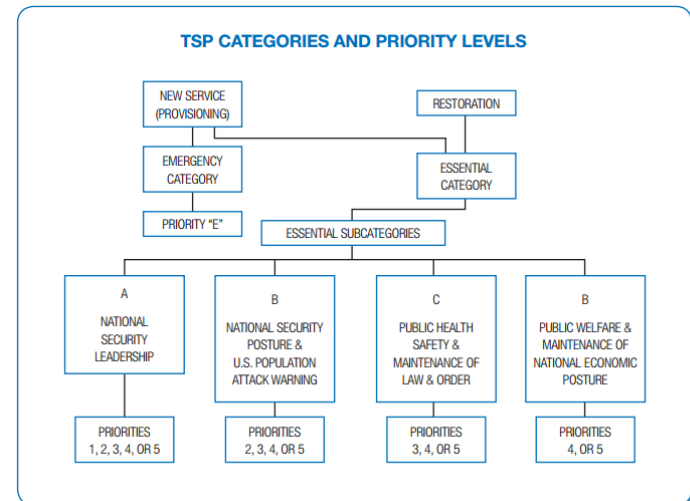 TSP CATEGORIES AND PRIORITY LEVELS
NEW SERVICE
(PROVISIONING)
RESTORATION
EMERGENCY
CATEGORY
ESSENTIAL
CATEGORY
PRIORITY “E”
ESSENTIAL SUBCATEGORIES
A
NATIONAL
SECURITY
LEADERSHIP
B
NATIONAL SECURITY
POSTURE &
U.S. POPULATION
ATTACK WARNING
C
PUBLIC HEALTH
SAFETY &
MAINTENANCE OF
LAW & ORDER
B
PUBLIC WELFARE &
MAINTENANCE OF
NATIONAL ECONOMIC
POSTURE
PRIORITIES
1, 2, 3, 4, OR 5
PRIORITIES
2, 3, 4, OR 5
PRIORITIES
3, 4, OR 5
PRIORITIES
4, OR 5